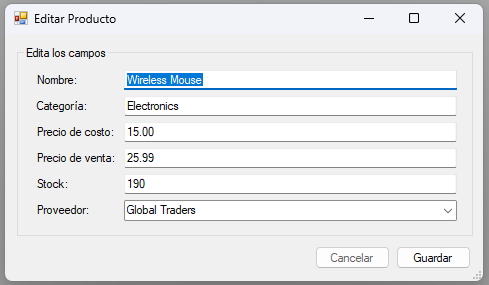 Editar Producto
Edita los campos
Nombre: Wireless Mouse
Categoría: Electronics
Precio de costo: 15.00
Precio de venta: 25.99
Stock: 190
Proveedor: Global Traders
Cancelar Guardar